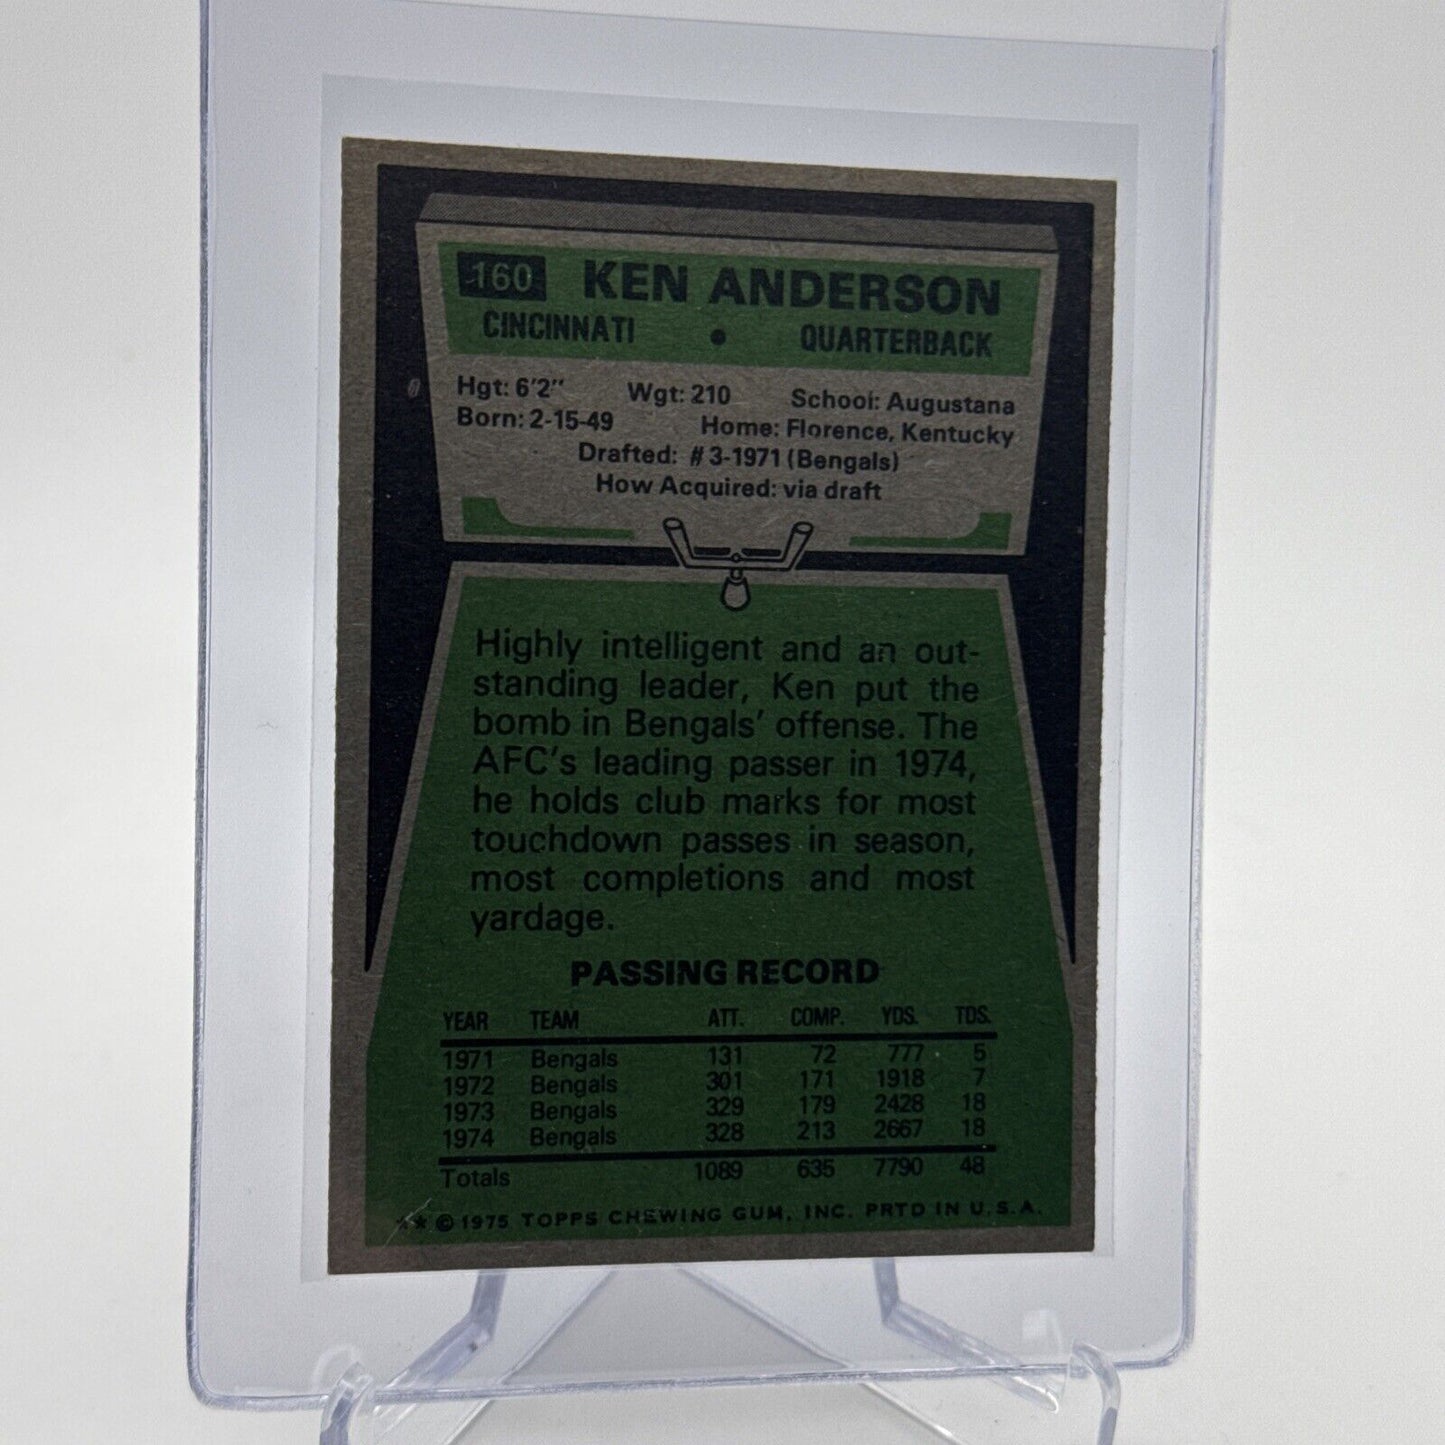 160 KEN ANDERSON
CINCINNATI • QUARTERBACK
Hgt: 6'2" Wgt: 210 School: Augustana
Born: 2-15-49 Home: Florence, Kentucky
Drafted: #3-1971 (Bengals)
How Acquired: via draft
Highly intelligent and an out-
standing leader, Ken put the
bomb in Bengals' offense. The
AFC's leading passer in 1974,
he holds club marks for most
touchdown passes in season,
most completions and most
yardage.
PASSING RECORD
YEAR TEAM ATT. COMP. YDS. TDS.
1971 Bengals 131 72 777 5
1972 Bengals 301 171 1918 7
1973 Bengals 329 179 2428 18
1974 Bengals 328 213 2667 18
Totals 1089 635 7790 48
★★ © 1975 TOPPS CHEWING GUM, INC. PRTD IN U.S.A.